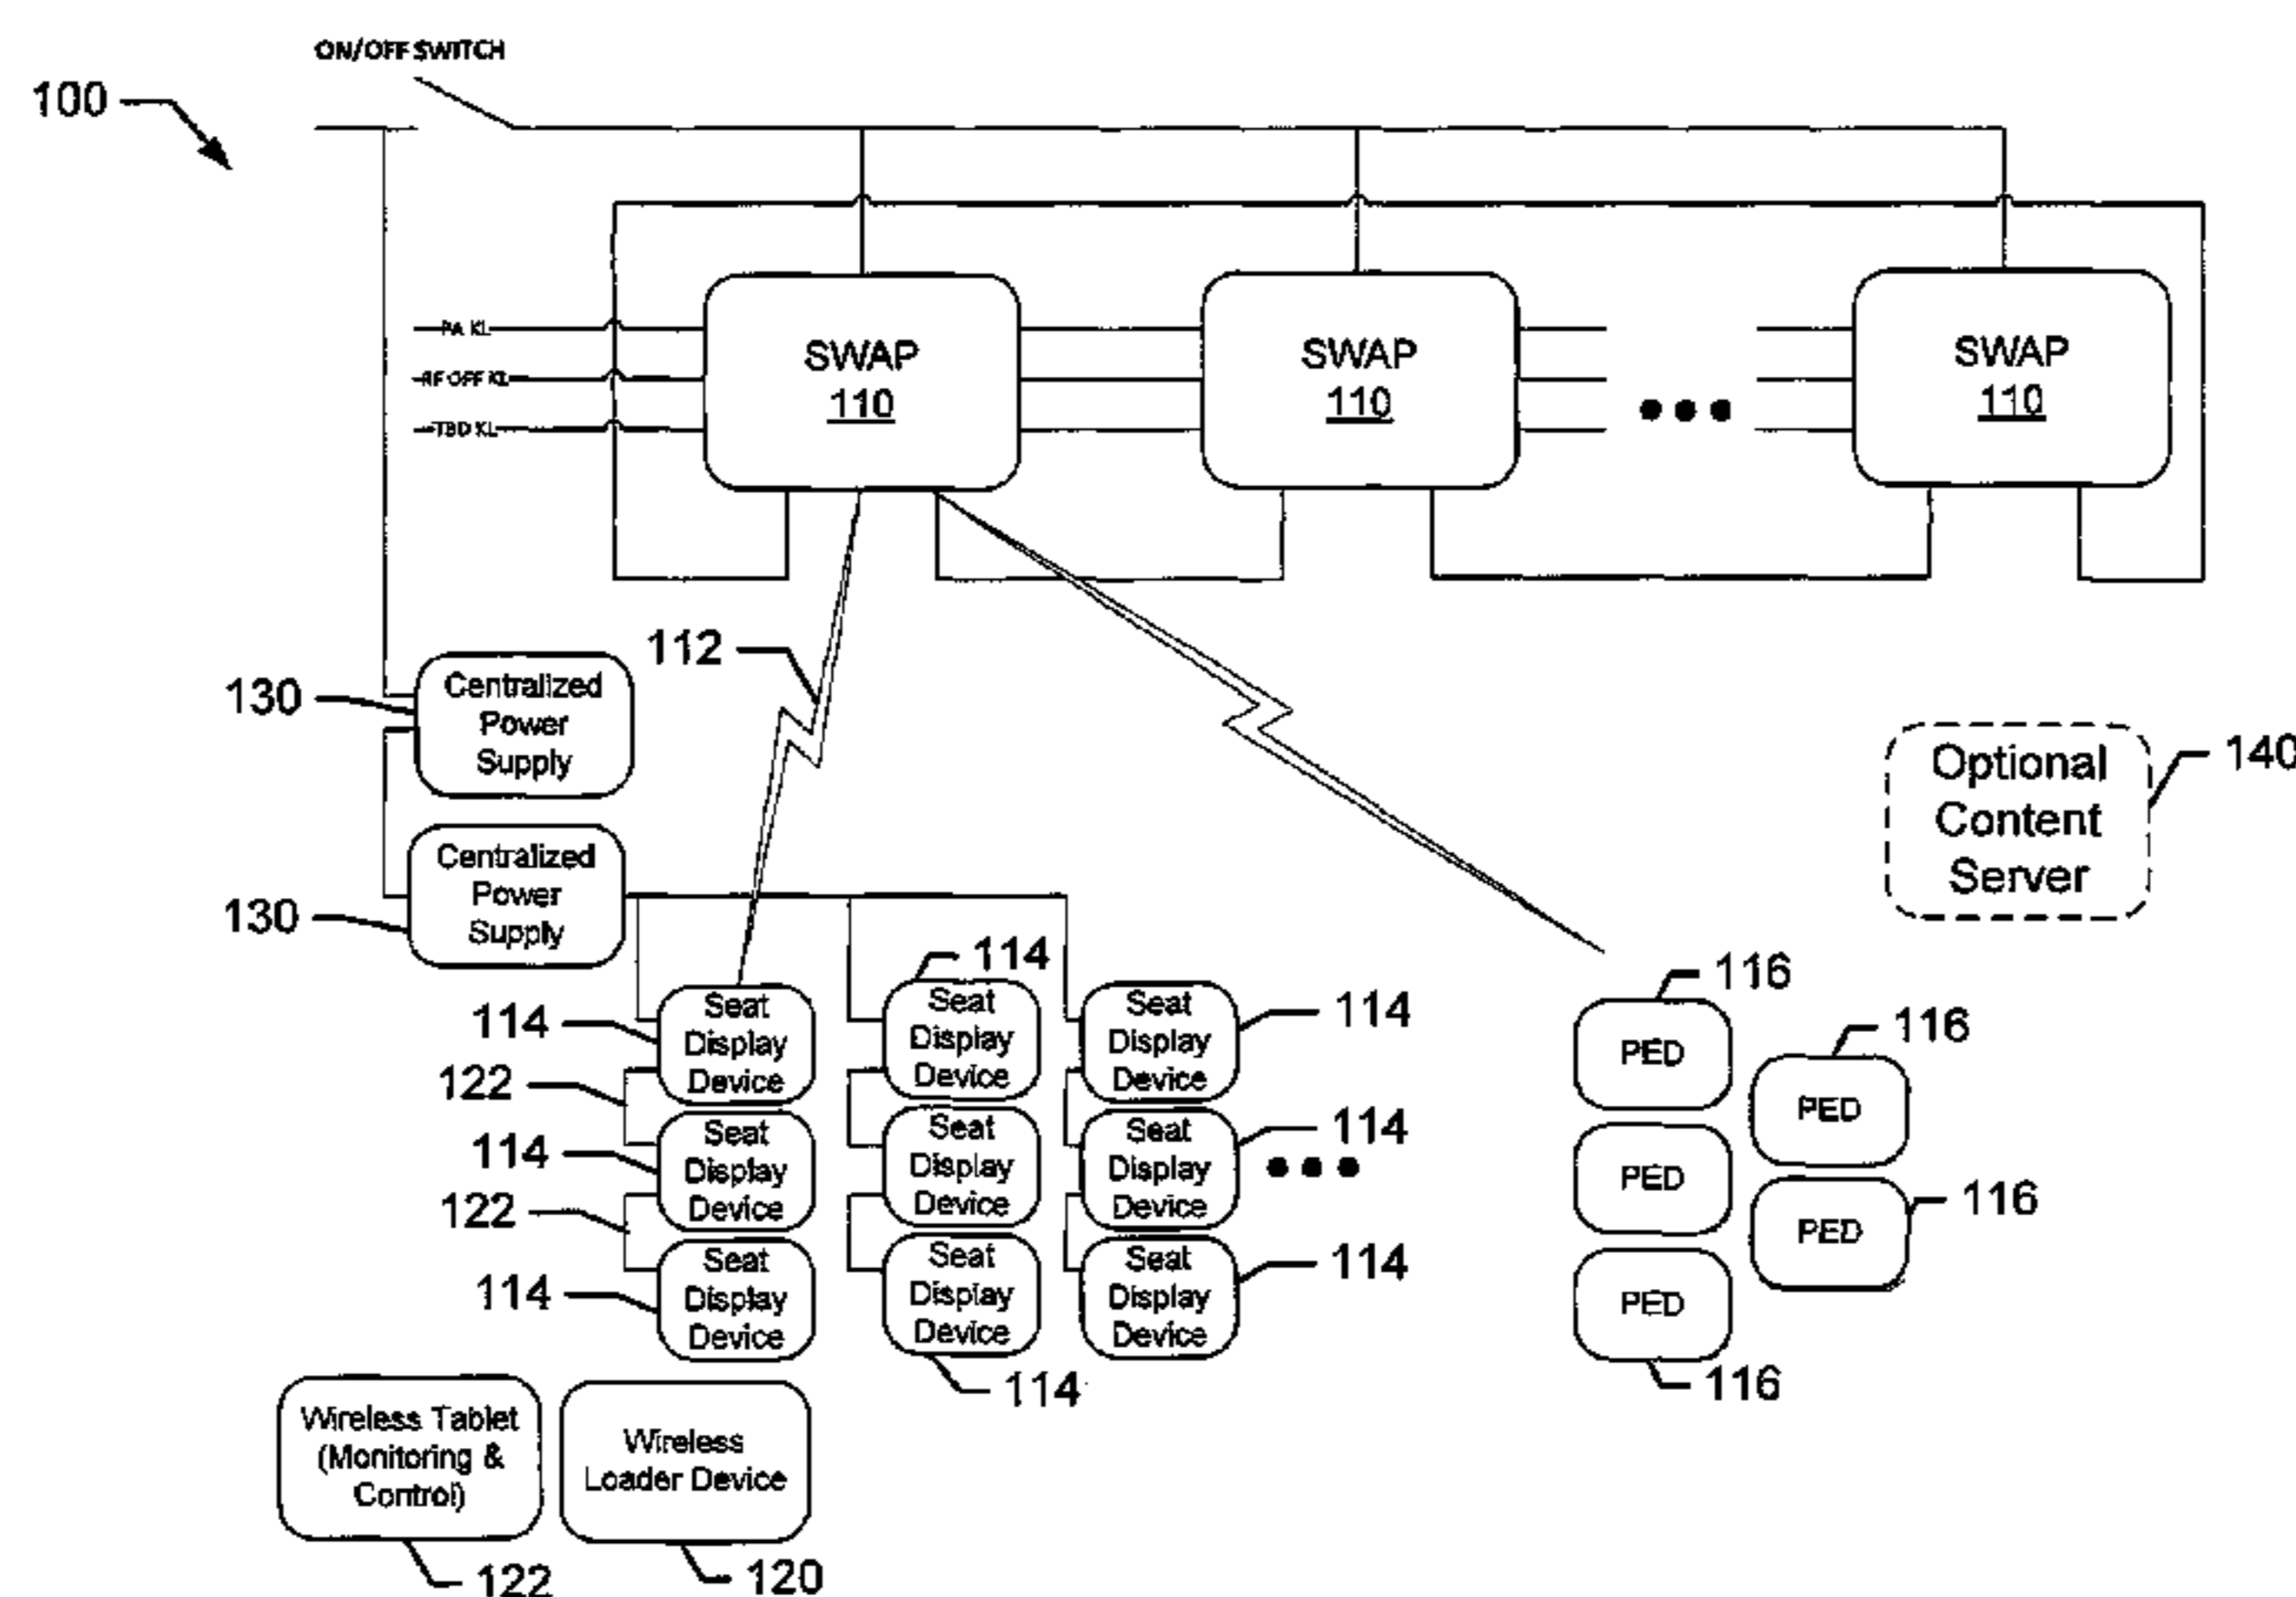 ON/OFF SWITCH
100
PA KL
RF OFF KL
TBD KL
SWAP
110
SWAP
110
SWAP
110
112
130
Centralized
Power
Supply
Optional
Content
Server
140
130
Centralized
Power
Supply
114
Seat
Display
Device
114
Seat
Display
Device
Seat
Display
Device
114
122
114
Seat
Display
Device
Seat
Display
Device
Seat
Display
Device
114
122
114
Seat
Display
Device
Seat
Display
Device
114
Seat
Display
Device
114
116
PED
116
PED
PED
PED
116
PED
116
Wireless Tablet
(Monitoring &
Control)
122
Wireless
Loader Device
120